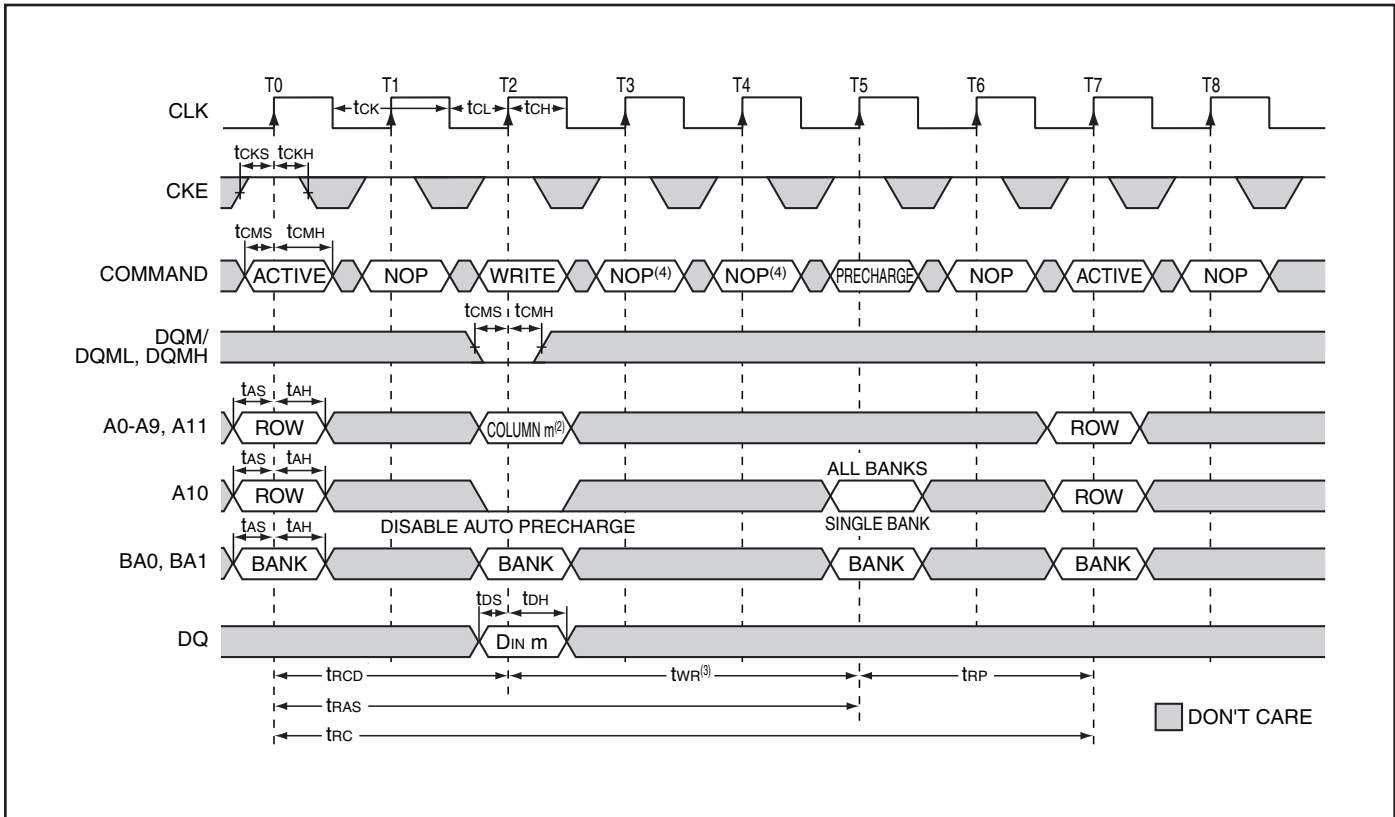 T0 T1 T2 T3 T4 T5 T6 T7 T8
CLK tCK tCL tCH
tCKS tCKH
CKE
tCMS tCMH
COMMAND ACTIVE NOP WRITE NOP(4) NOP(4) PRECHARGE NOP ACTIVE NOP
tCMS tCMH
DQM/
DQML, DQMH
tAS tAH
A0-A9, A11 ROW COLUMN m(2) ROW
tAS tAH ALL BANKS
A10 ROW ROW
DISABLE AUTO PRECHARGE SINGLE BANK
tAS tAH
BA0, BA1 BANK BANK BANK BANK
tDS tDH
DQ DIN m
tRCD tWR(3) tRP
tRAS
DON'T CARE
tRC